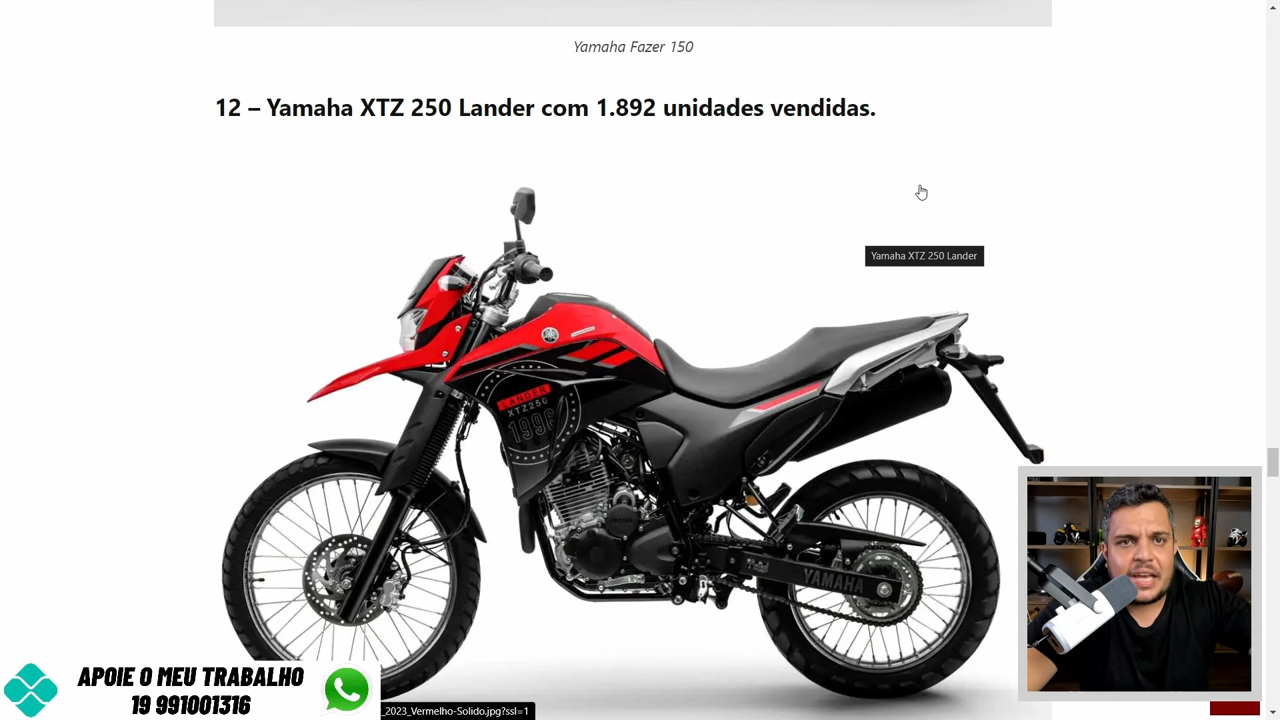 Yamaha Fazer 150
12 – Yamaha XTZ 250 Lander com 1.892 unidades vendidas.
Yamaha XTZ 250 Lander
LANDER
XTZ250
1996
YAMAHA
APOIE O MEU TRABALHO
19 991001316
_2023_Vermelho-Solido.jpg?ssl=1